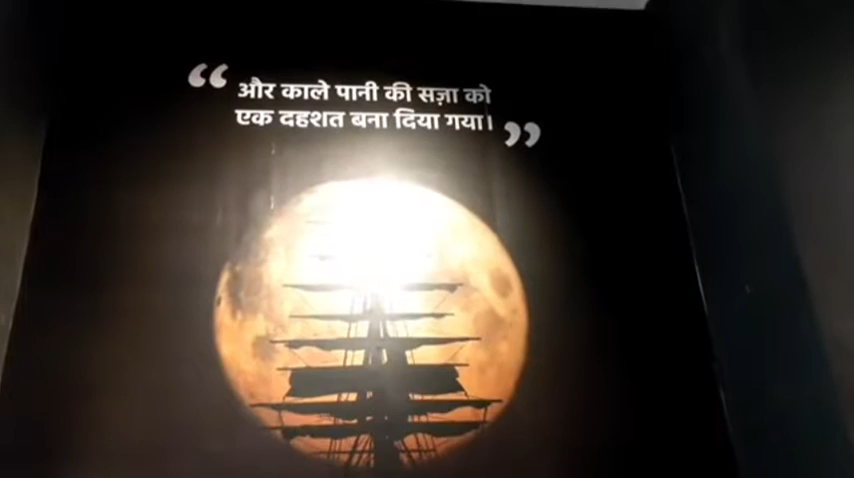 “ और काले पानी की सज़ा को
एक दहशत बना दिया गया। ”